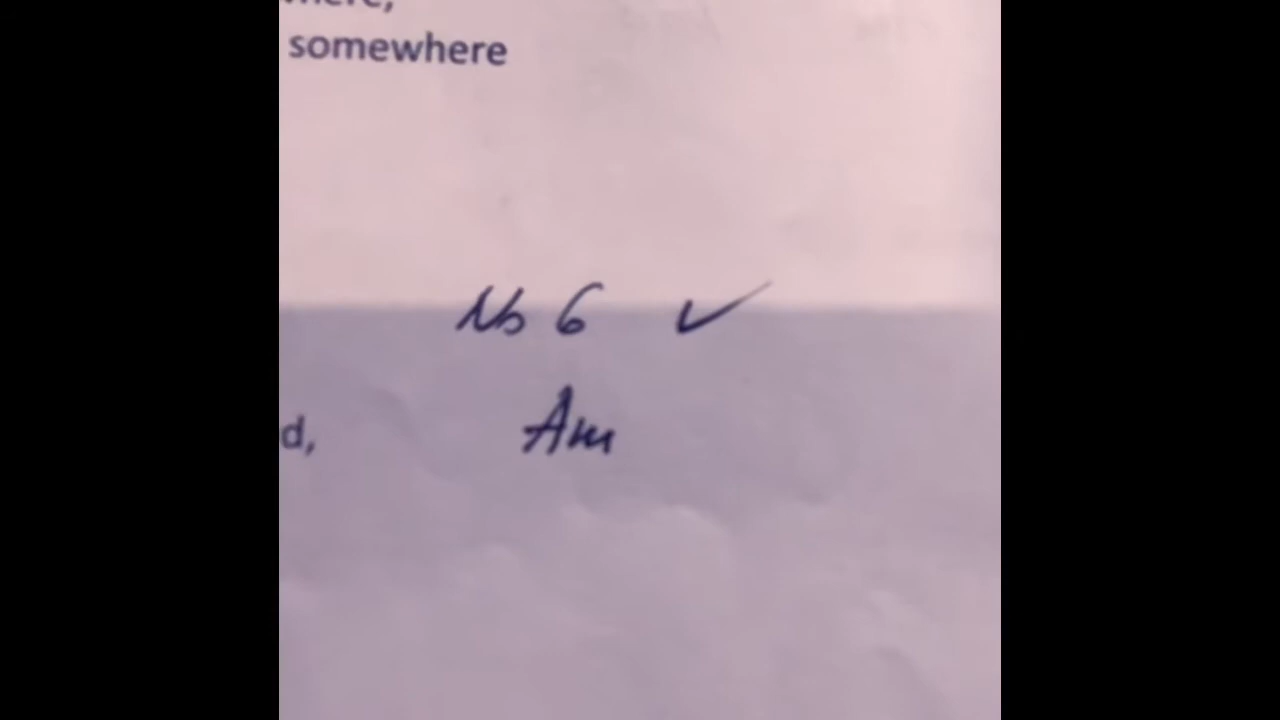 somewhere
No 6 ✓
Am
d,